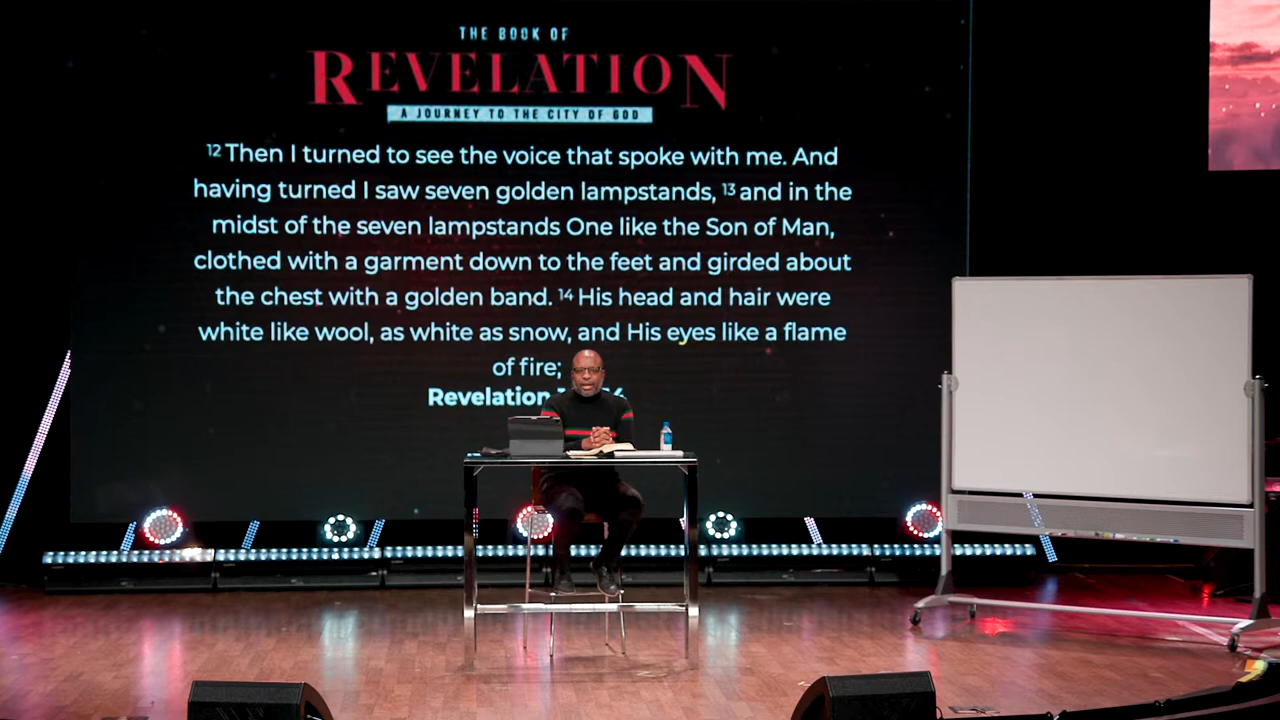 THE BOOK OF
REVELATION
A JOURNEY TO THE CITY OF GOD
12 Then I turned to see the voice that spoke with me. And
having turned I saw seven golden lampstands, 13 and in the
midst of the seven lampstands One like the Son of Man,
clothed with a garment down to the feet and girded about
the chest with a golden band. 14 His head and hair were
white like wool, as white as snow, and His eyes like a flame
of fire;
Revelation